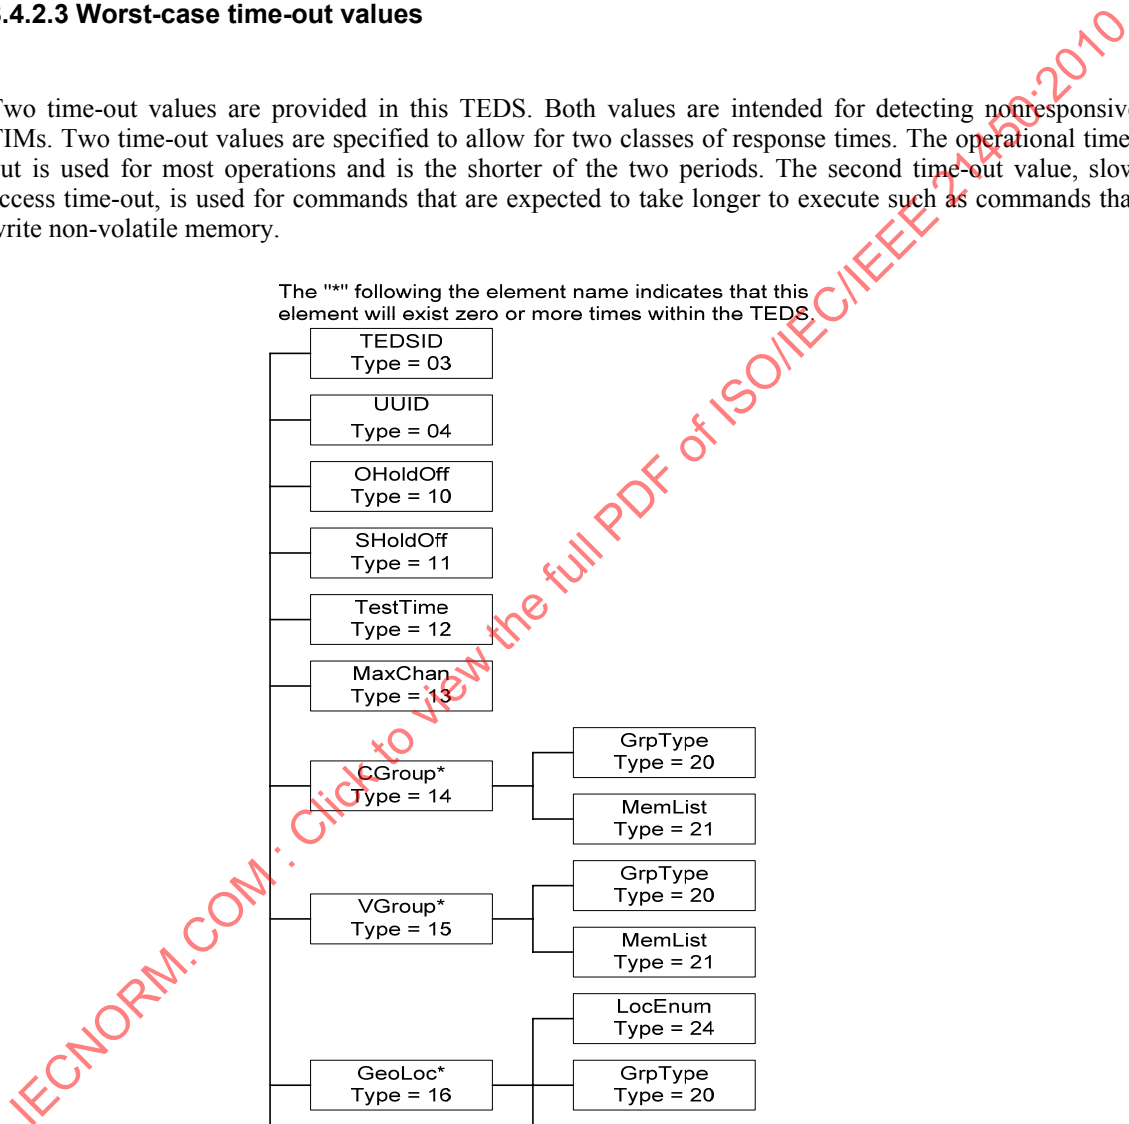 .4.2.3 Worst-case time-out values
wo time-out values are provided in this TEDS. Both values are intended for detecting nonresponsive
TIMs. Two time-out values are specified to allow for two classes of response times. The operational time-
ut is used for most operations and is the shorter of the two periods. The second time-out value, slow
ccess time-out, is used for commands that are expected to take longer to execute such as commands tha
write non-volatile memory.
The "*" following the element name indicates that this
element will exist zero or more times within the TEDS.
TEDSID
Type = 03
UUID
Type = 04
OHoldOff
Type = 10
SHoldOff
Type = 11
TestTime
Type = 12
MaxChan
Type = 13
CGroup*
Type = 14
GrpType
Type = 20
MemList
Type = 21
VGroup*
Type = 15
GrpType
Type = 20
MemList
Type = 21
GeoLoc*
Type = 16
LocEnum
Type = 24
GrpType
Type = 20
IECNORM.COM : Click to view the full PDF of ISO/IEC/IEEE 21450:2010